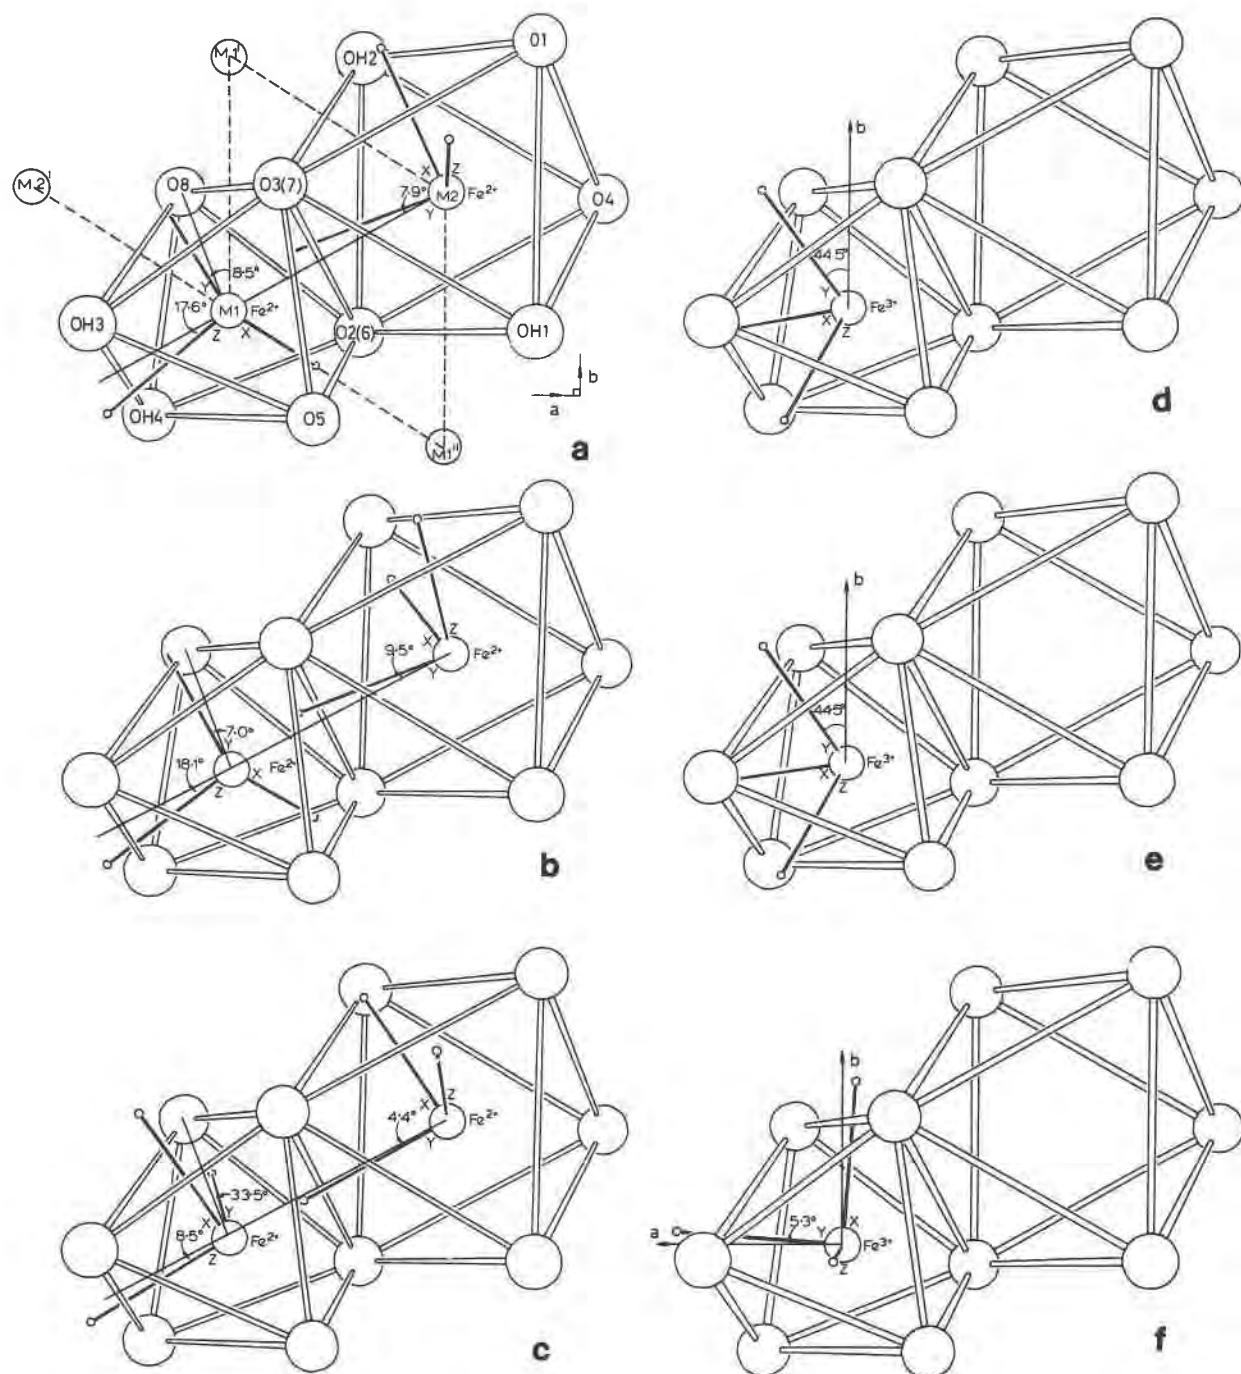 M1'
OH2
O1
M2'
O8
O3(7)
X
Z
M2
Fe²⁺
7·9°
Y
O4
8·5°
Y
17·6°
M1
Fe²⁺
OH3
Z
X
O2(6)
OH1
b
a
OH4
O5
M1"
a
b
44·5°
Y
Fe³⁺
X
Z
d
X
Z
9·5°
Fe²⁺
Y
7·0°
Y
18·1°
X
Fe²⁺
Z
b
b
44·5°
Y
Fe³⁺
X
Z
e
4·4°
X
Z
Fe²⁺
Y
33·5°
X
Y
8·5°
Fe²⁺
Z
c
b
a
5·3°
Y
X
Fe³⁺
Z
f